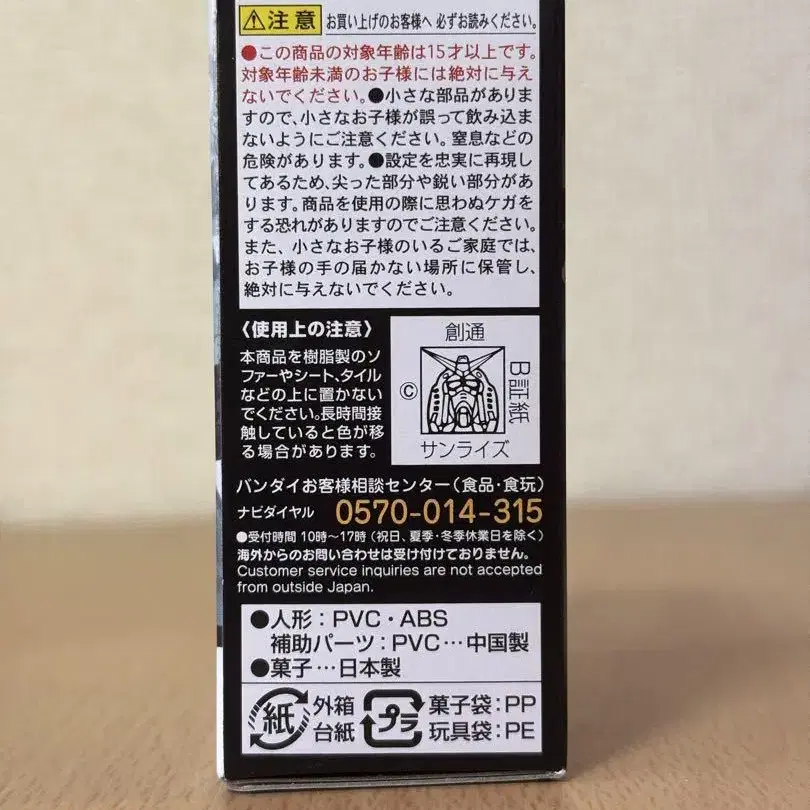 ⚠注意 お買い上げのお客様へ 必ずお読みください。
●この商品の対象年齢は15才以上です。
対象年齢未満のお子様には絶対に与え
ないでください。●小さな部品がありま
すので、小さなお子様が誤って飲み込ま
ないようにご注意ください。窒息などの
危険があります。●設定を忠実に再現し
てあるため、尖った部分や鋭い部分があ
ります。商品を使用の際に思わぬケガを
する恐れがありますのでご注意ください。
また、小さなお子様のいるご家庭では、
お子様の手の届かない場所に保管し、
絶対に与えないでください。
〈使用上の注意〉
本商品を樹脂製のソ
ファーやシート、タイル
などの上に置かない
でください。長時間接
触していると色が移
る場合があります。
創通
©
B証紙
サンライズ
バンダイお客様相談センター(食品・食玩)
ナビダイヤル 0570-014-315
●受付時間 10時〜17時(祝日、夏季・冬季休業日を除く)
海外からのお問い合わせは受け付けておりません。
Customer service inquiries are not accepted
from outside Japan.
●人形:PVC・ABS
補助パーツ:PVC…中国製
●菓子…日本製
紙 外箱
台紙
プラ 菓子袋:PP
玩具袋:PE